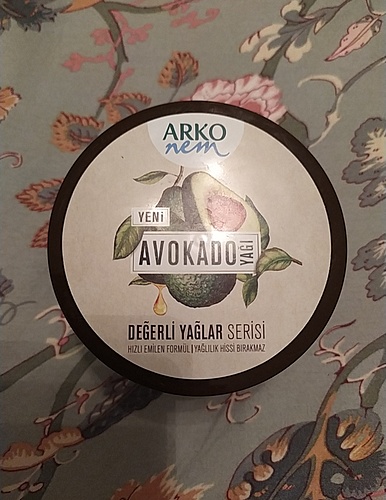 ARKO
nem
YENİ
AVOKADO YAĞI
DEĞERLİ YAĞLAR SERİSİ
HIZLI EMİLEN FORMÜL | YAĞLILIK HİSSİ BIRAKMAZ